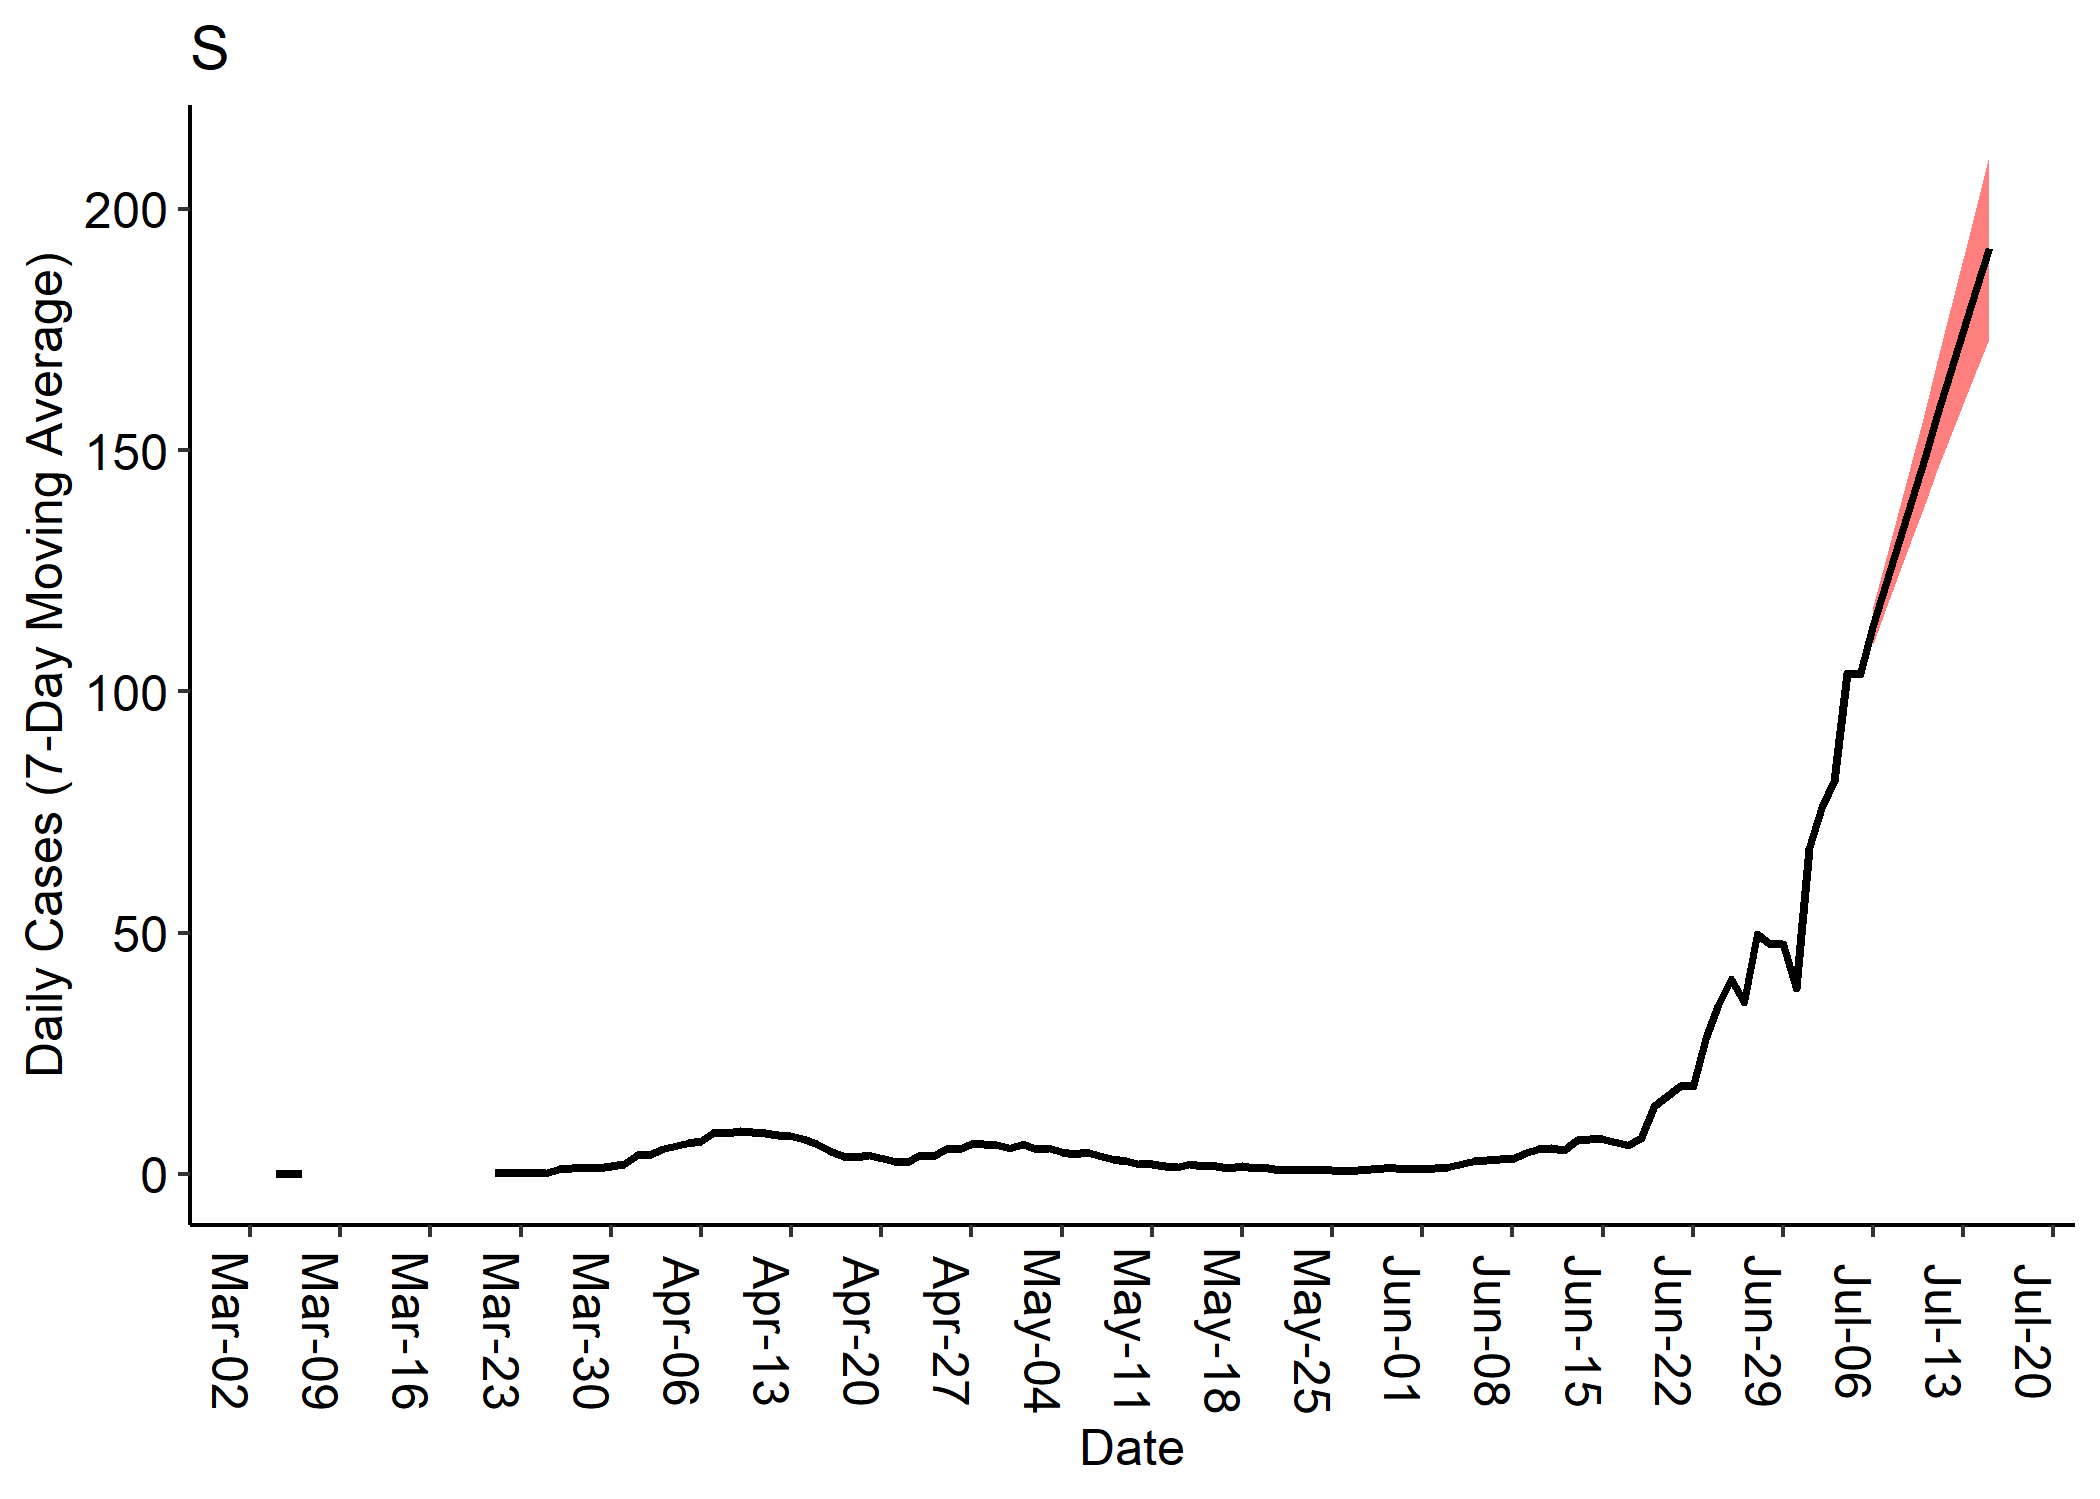 S
Daily Cases (7-Day Moving Average)
200
150
100
50
0
Mar-02
Mar-09
Mar-16
Mar-23
Mar-30
Apr-06
Apr-13
Apr-20
Apr-27
May-04
May-11
May-18
May-25
Jun-01
Jun-08
Jun-15
Jun-22
Jun-29
Jul-06
Jul-13
Jul-20
Date